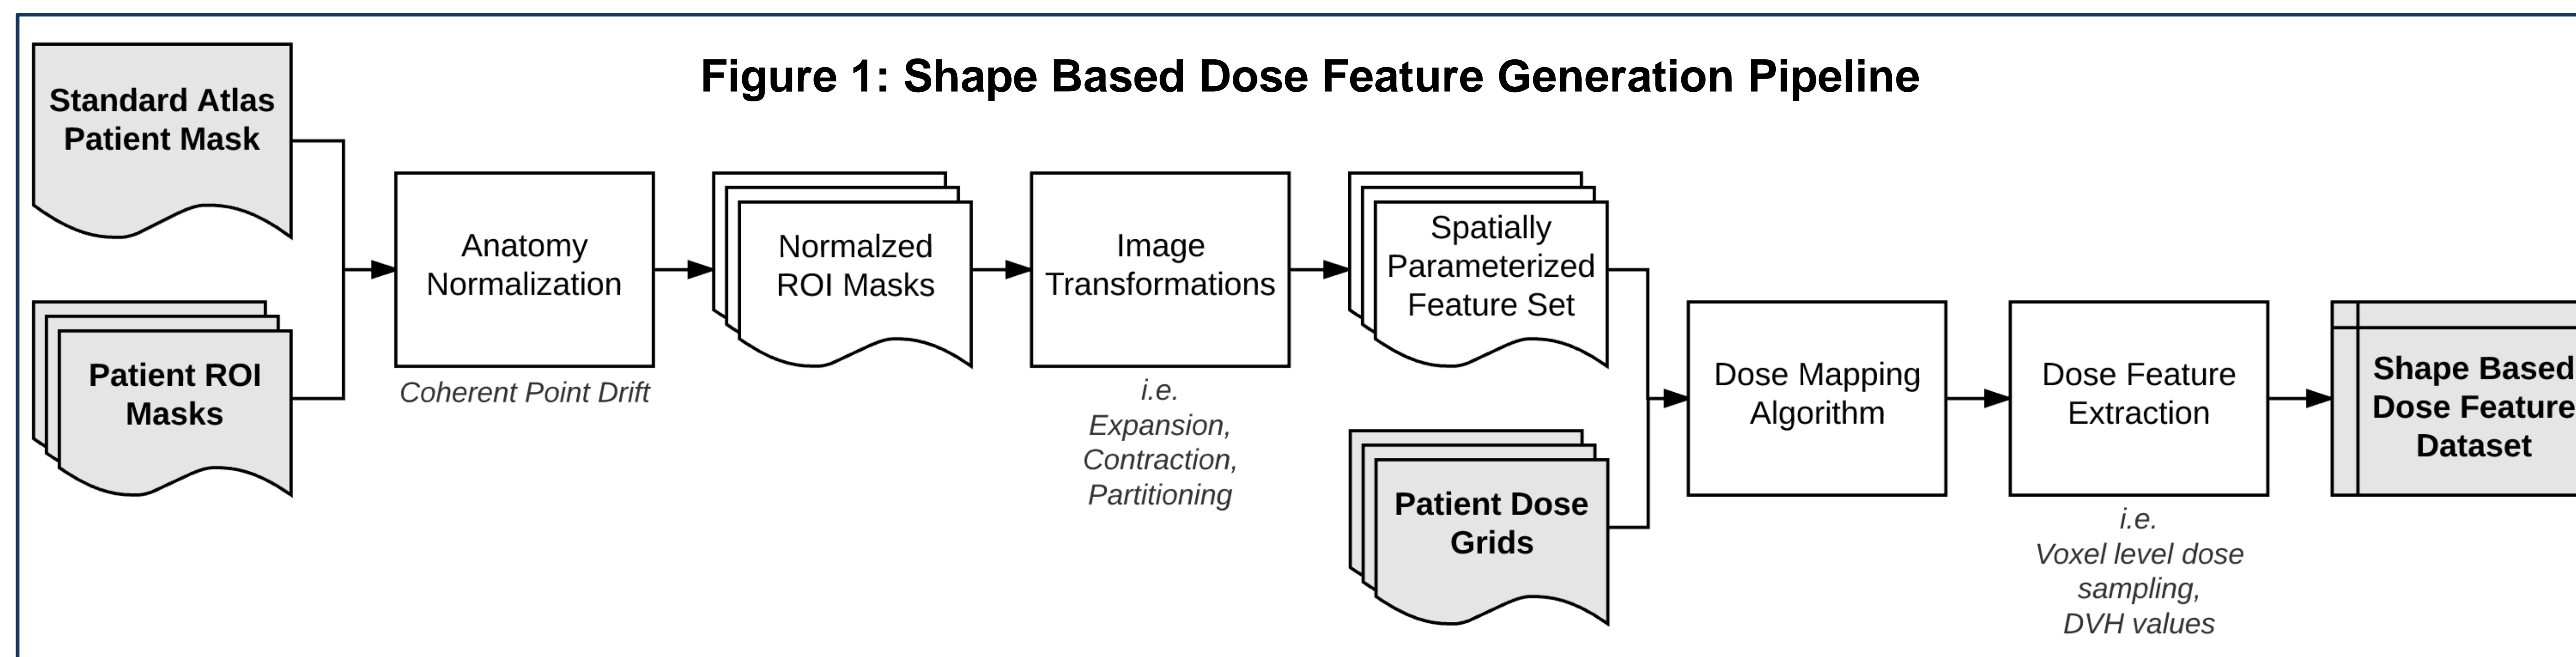 Figure 1: Shape Based Dose Feature Generation Pipeline
Standard Atlas
Patient Mask
Patient ROI
Masks
Anatomy
Normalization
Coherent Point Drift
Normalzed
ROI Masks
Image
Transformations
i.e.
Expansion,
Contraction,
Partitioning
Spatially
Parameterized
Feature Set
Patient Dose
Grids
Dose Mapping
Algorithm
Dose Feature
Extraction
i.e.
Voxel level dose
sampling,
DVH values
Shape Based
Dose Feature
Dataset